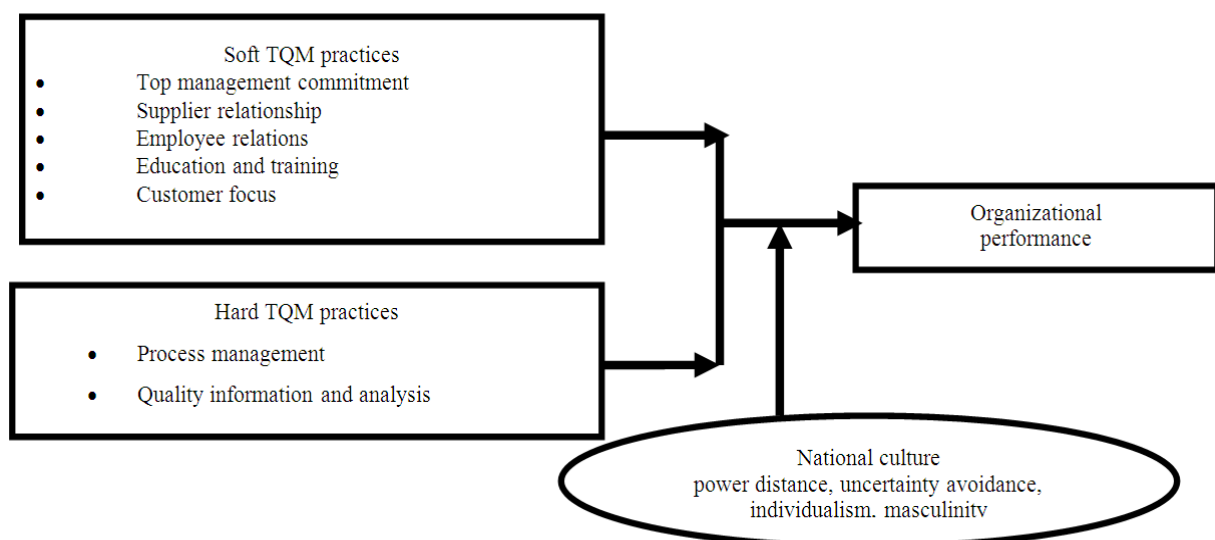 Soft TQM practices
• Top management commitment
• Supplier relationship
• Employee relations
• Education and training
• Customer focus
Organizational
performance
Hard TQM practices
• Process management
• Quality information and analysis
National culture
power distance, uncertainty avoidance,
individualism, masculinity